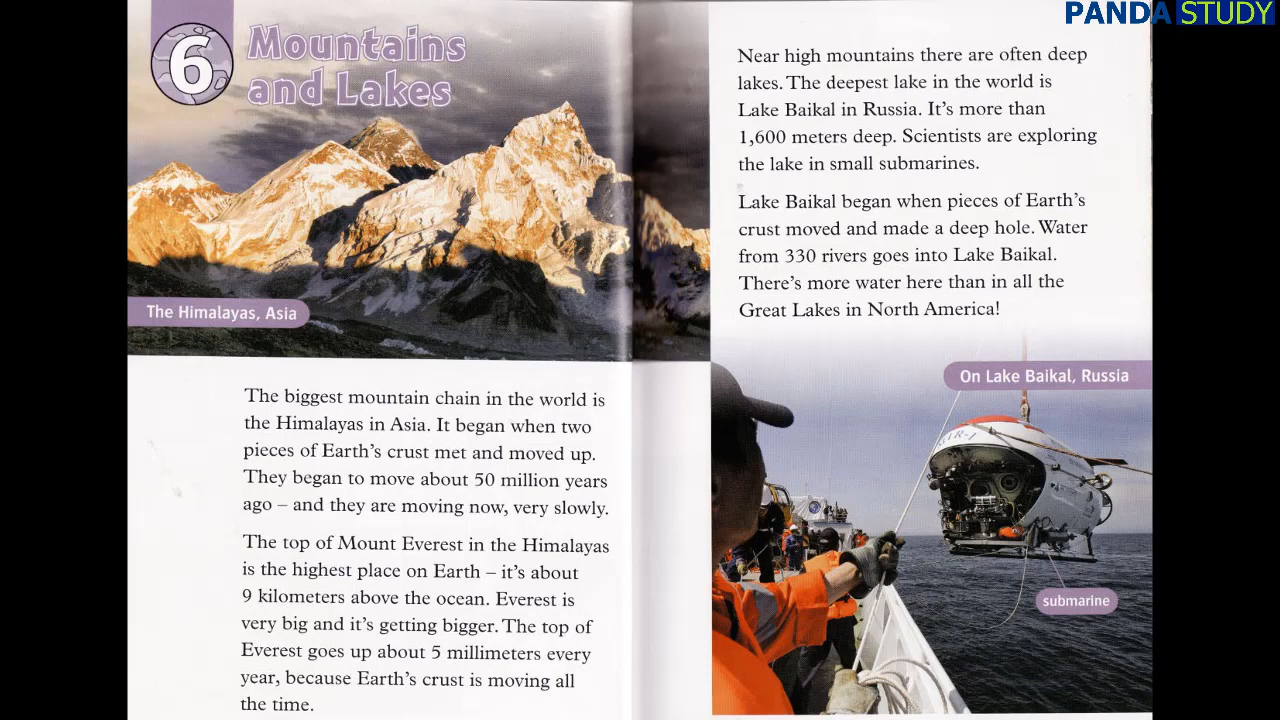 PANDA STUDY
6
Mountains
and Lakes
The Himalayas, Asia
The biggest mountain chain in the world is
the Himalayas in Asia. It began when two
pieces of Earth's crust met and moved up.
They began to move about 50 million years
ago – and they are moving now, very slowly.
The top of Mount Everest in the Himalayas
is the highest place on Earth – it's about
9 kilometers above the ocean. Everest is
very big and it's getting bigger. The top of
Everest goes up about 5 millimeters every
year, because Earth's crust is moving all
the time.
Near high mountains there are often deep
lakes. The deepest lake in the world is
Lake Baikal in Russia. It's more than
1,600 meters deep. Scientists are exploring
the lake in small submarines.
Lake Baikal began when pieces of Earth's
crust moved and made a deep hole. Water
from 330 rivers goes into Lake Baikal.
There's more water here than in all the
Great Lakes in North America!
On Lake Baikal, Russia
submarine